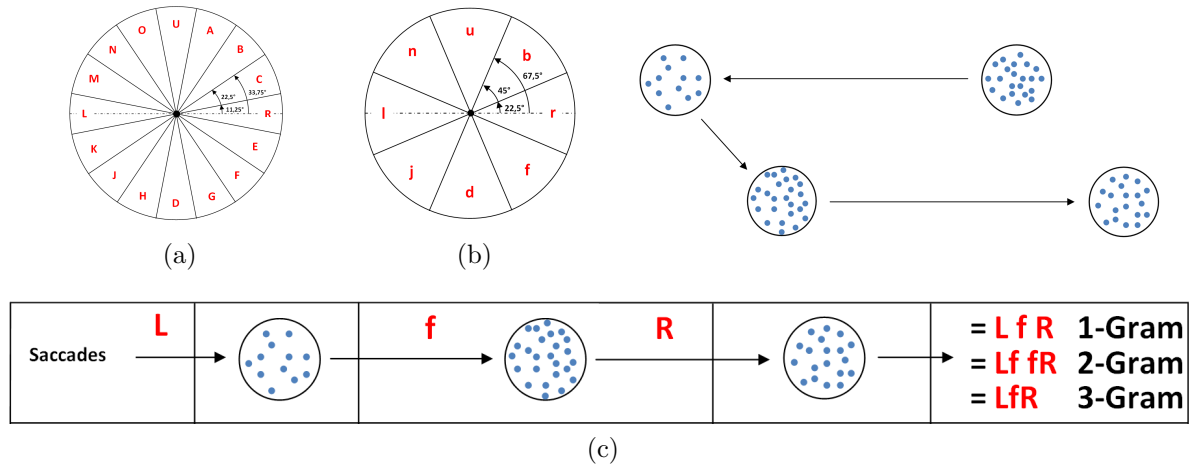 U
O A
N B
M C
22,5° 33,75°
11,25°
L R
K E
J F
H G
D
(a)
u
n b
67,5°
45°
22,5°
l r
j f
d
(b)
Saccades L f R = L f R 1-Gram
= Lf fR 2-Gram
= LfR 3-Gram
(c)